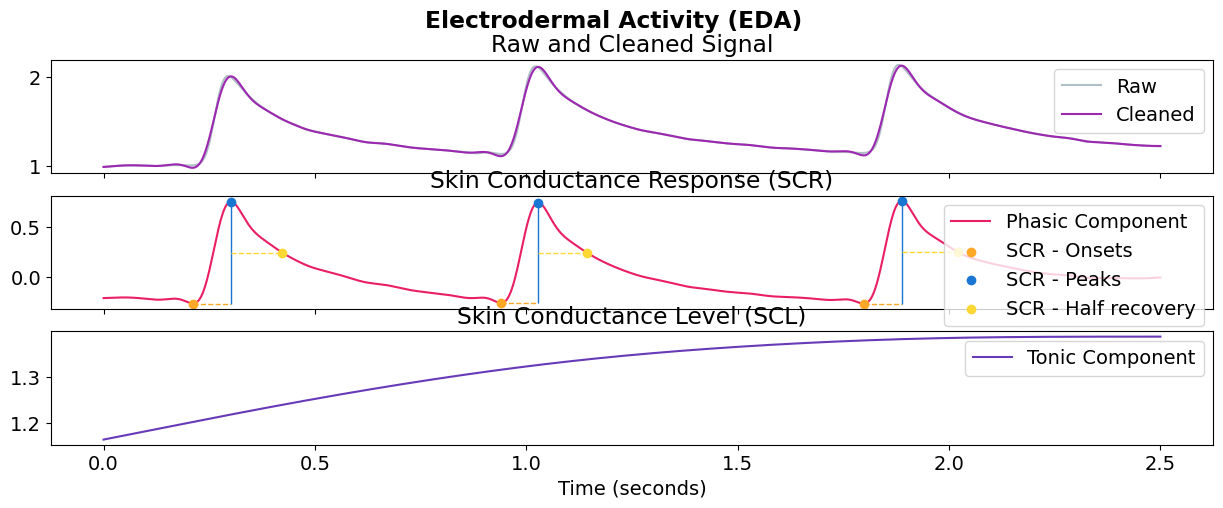 Electrodermal Activity (EDA)
Raw and Cleaned Signal
2
1
Raw
Cleaned
Skin Conductance Response (SCR)
0.5
0.0
Phasic Component
SCR - Onsets
SCR - Peaks
SCR - Half recovery
Skin Conductance Level (SCL)
1.3
1.2
Tonic Component
0.0 0.5 1.0 1.5 2.0 2.5
Time (seconds)